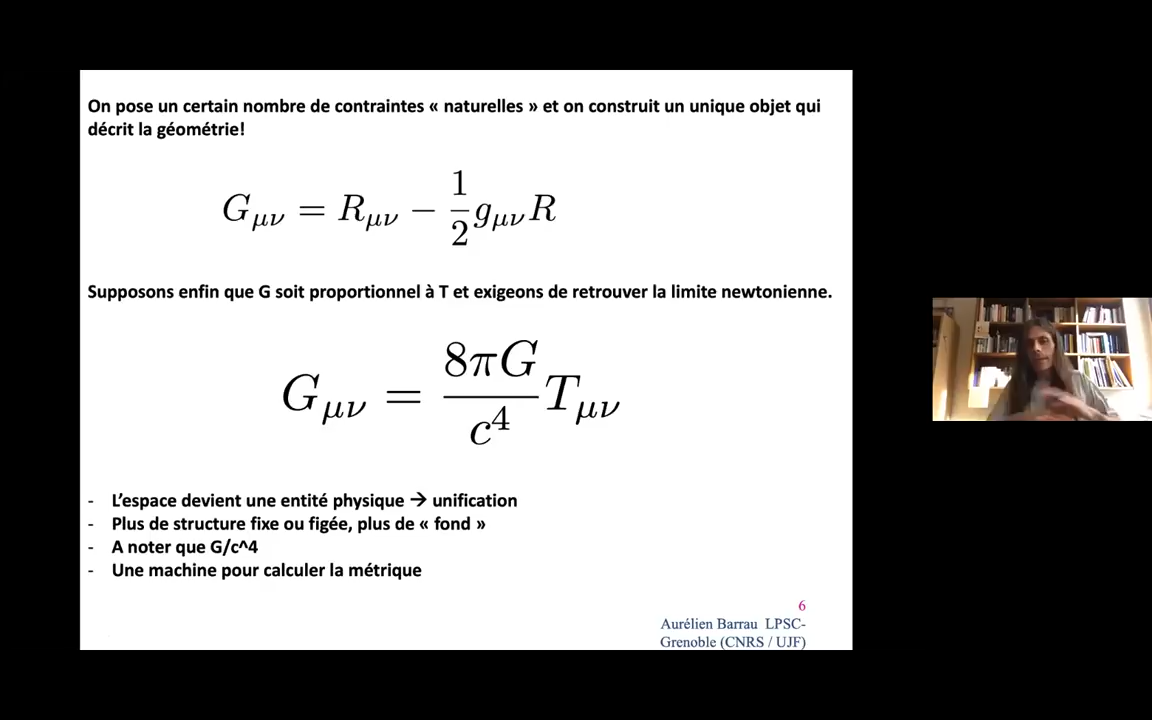 On pose un certain nombre de contraintes « naturelles » et on construit un unique objet qui
décrit la géométrie!
G_{μν} = R_{μν} − \frac{1}{2} g_{μν} R
Supposons enfin que G soit proportionnel à T et exigeons de retrouver la limite newtonienne.
G_{μν} = \frac{8πG}{c^4} T_{μν}
- L’espace devient une entité physique → unification
- Plus de structure fixe ou figée, plus de « fond »
- A noter que G/c^4
- Une machine pour calculer la métrique
6
Aurélien Barrau LPSC-
Grenoble (CNRS / UJF)